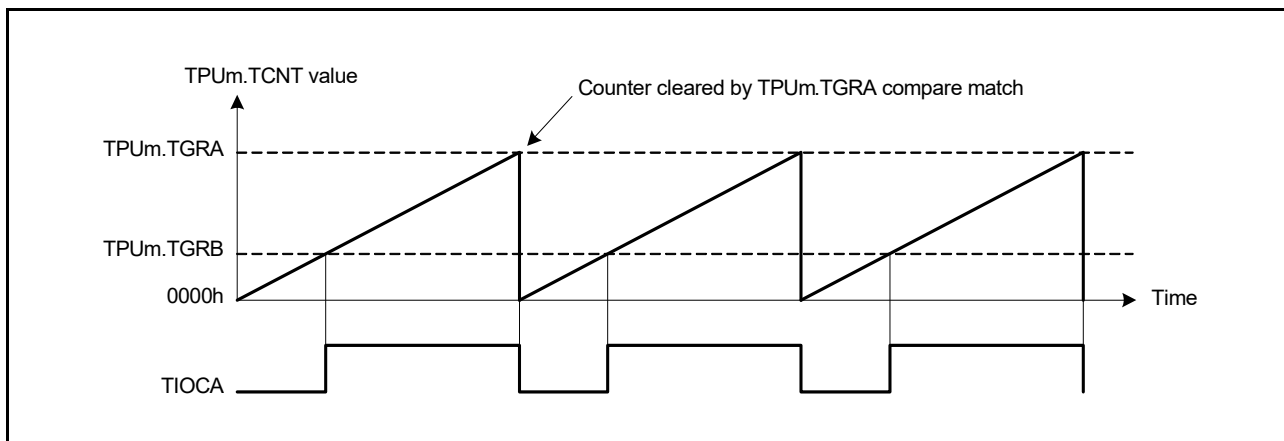 TPUm.TCNT value
Counter cleared by TPUm.TGRA compare match
TPUm.TGRA
TPUm.TGRB
0000h
Time
TIOCA